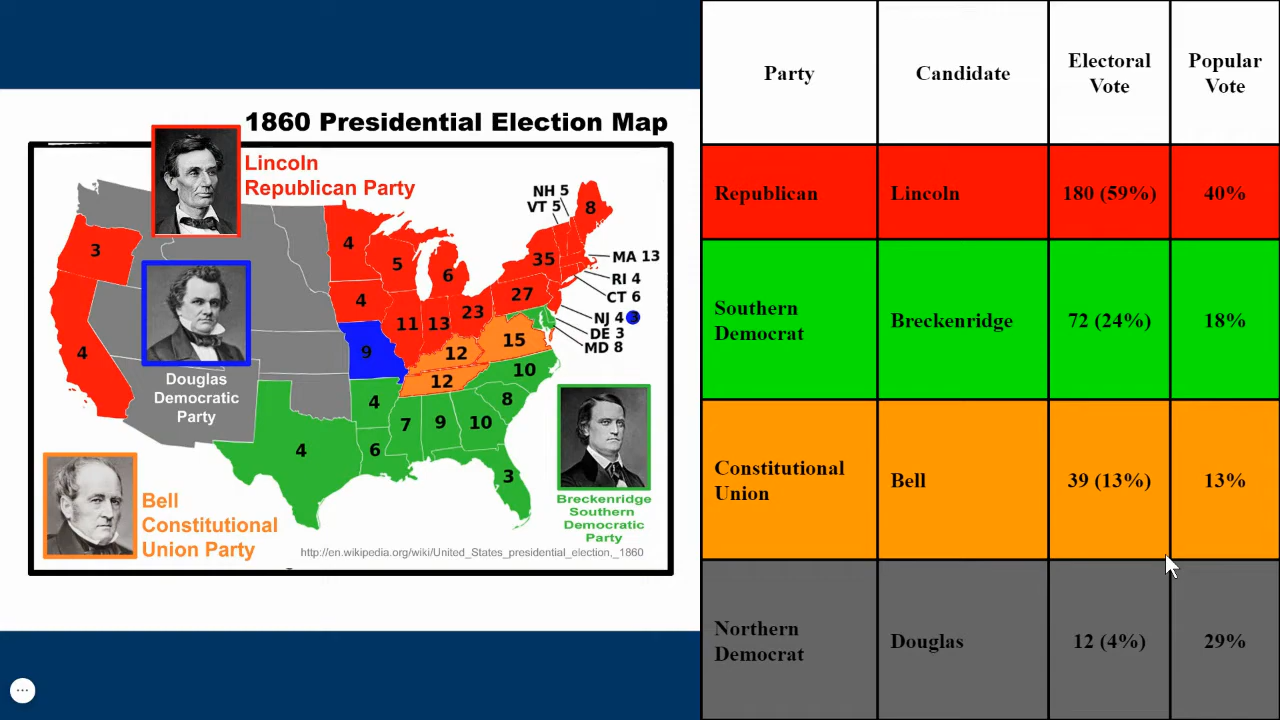 1860 Presidential Election Map
Lincoln
Republican Party
NH 5
VT 5
8
3
4
5
6
35
MA 13
RI 4
CT 6
27
4
11
13
23
NJ 4 3
DE 3
MD 8
4
9
12
15
12
10
Douglas
Democratic
Party
4
7
9
10
8
4
6
3
Breckenridge
Southern
Democratic
Party
Bell
Constitutional
Union Party
http://en.wikipedia.org/wiki/United_States_presidential_election,_1860
Party
Candidate
Electoral
Vote
Popular
Vote
Republican
Lincoln
180 (59%)
40%
Southern
Democrat
Breckenridge
72 (24%)
18%
Constitutional
Union
Bell
39 (13%)
13%
Northern
Democrat
Douglas
12 (4%)
29%